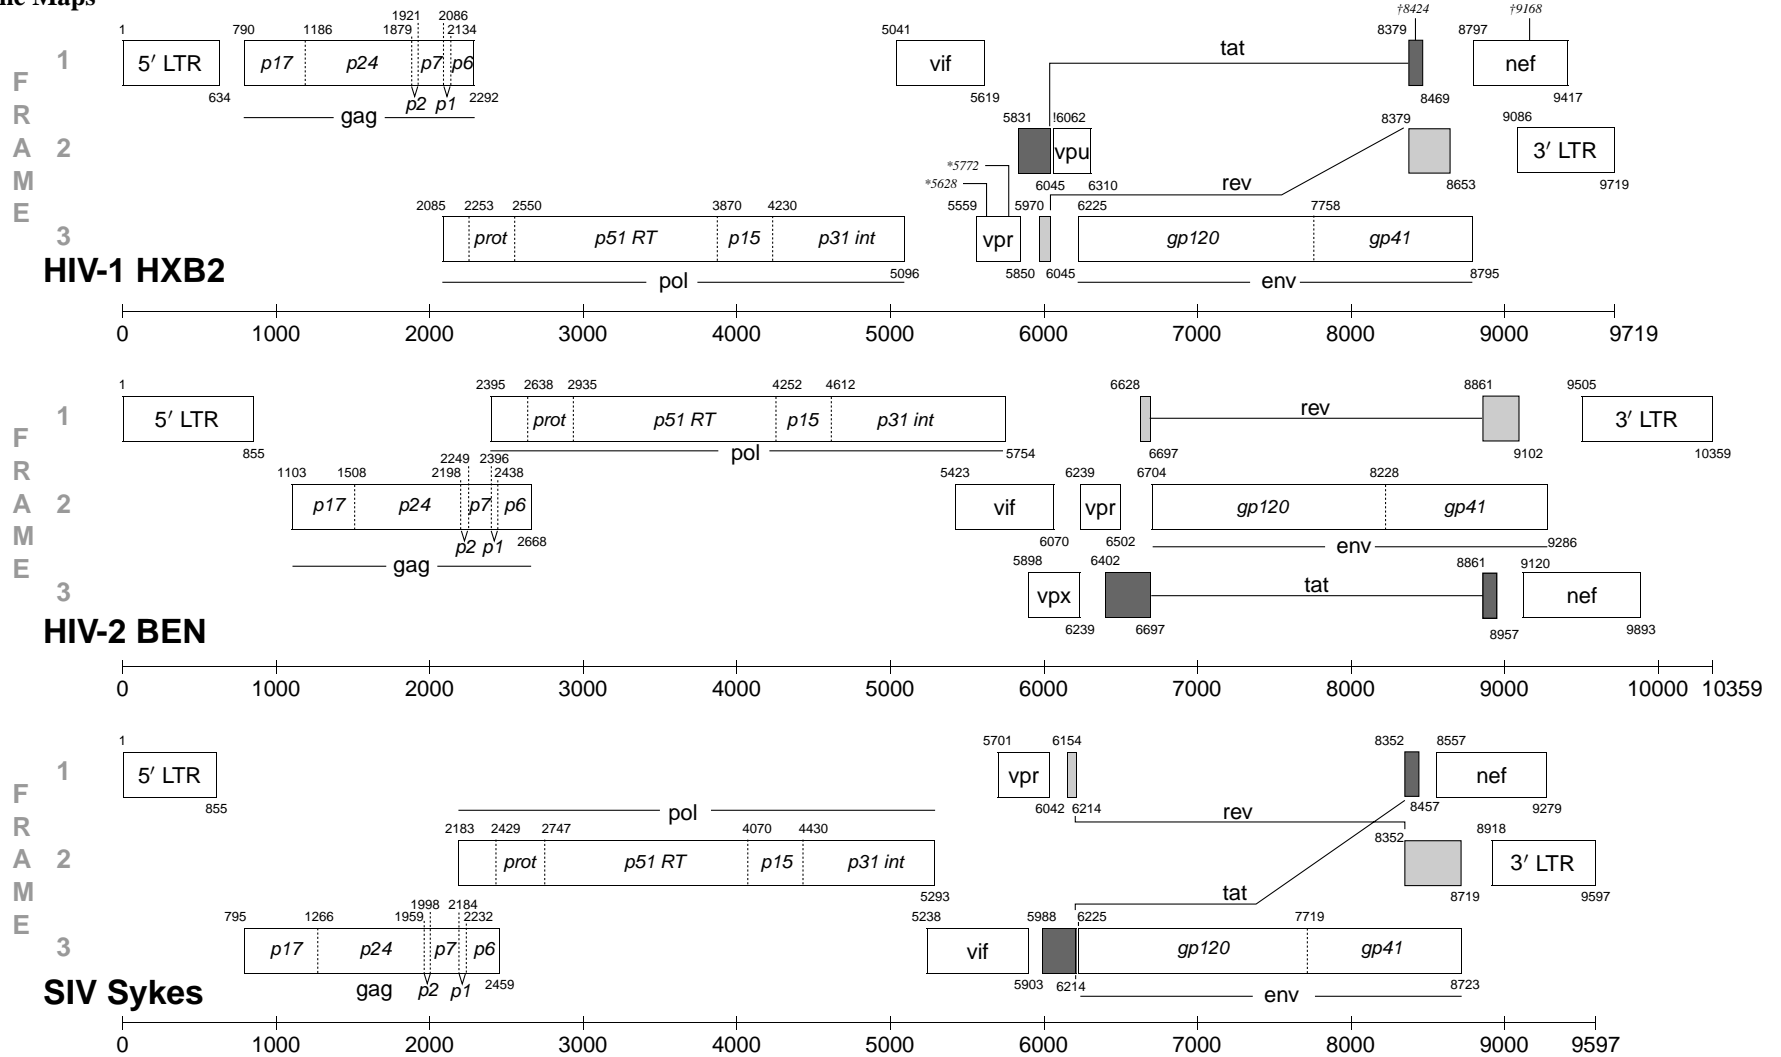 1921 2086 †8424 †9168
1 790 1186 1879 2134 5041 8379 8797
1 5′ LTR p17 p24 p7 p6 vif tat nef
634 p2 p1 2292 5619 8469 9417
gag
5831 !6062 8379 9086
2 vpu 3′ LTR
*5772
*5628 6045 6310 rev 8653 9719
2085 2253 2550 3870 4230 5559 5970 6225 7758
3 prot p51 RT p15 p31 int vpr gp120 gp41
FRAME
HIV-1 HXB2
5096 5850 6045 8795
pol env
0 1000 2000 3000 4000 5000 6000 7000 8000 9000 9719
1 2395 2638 2935 4252 4612 6628 8861 9505
1 5′ LTR prot p51 RT p15 p31 int rev 3′ LTR
855 pol 5754 6697 9102 10359
2249 2396
1103 1508 2198 2438 5423 6239 6704 8228
2 p17 p24 p7 p6 vif vpr gp120 gp41
p2 p1 2668 6070 6502 env 9286
gag
5898 6402 8861 9120
3 vpx tat nef
FRAME
HIV-2 BEN
6239 6697 8957 9893
0 1000 2000 3000 4000 5000 6000 7000 8000 9000 10000 10359
1 5701 6154 8352 8557
1 5′ LTR vpr nef
855 6042 6214 rev 8457 9279
pol
2183 2429 2747 4070 4430 8352 8918
2 prot p51 RT p15 p31 int 3′ LTR
5293 tat 8719 9597
1998 2184
795 1266 1959 2232 5238 5988 6225 7719
3 p17 p24 p7 p6 vif gp120 gp41
FRAME
SIV Sykes
gag p2 p1 2459 5903 6214 env 8723
0 1000 2000 3000 4000 5000 6000 7000 8000 9000 9597